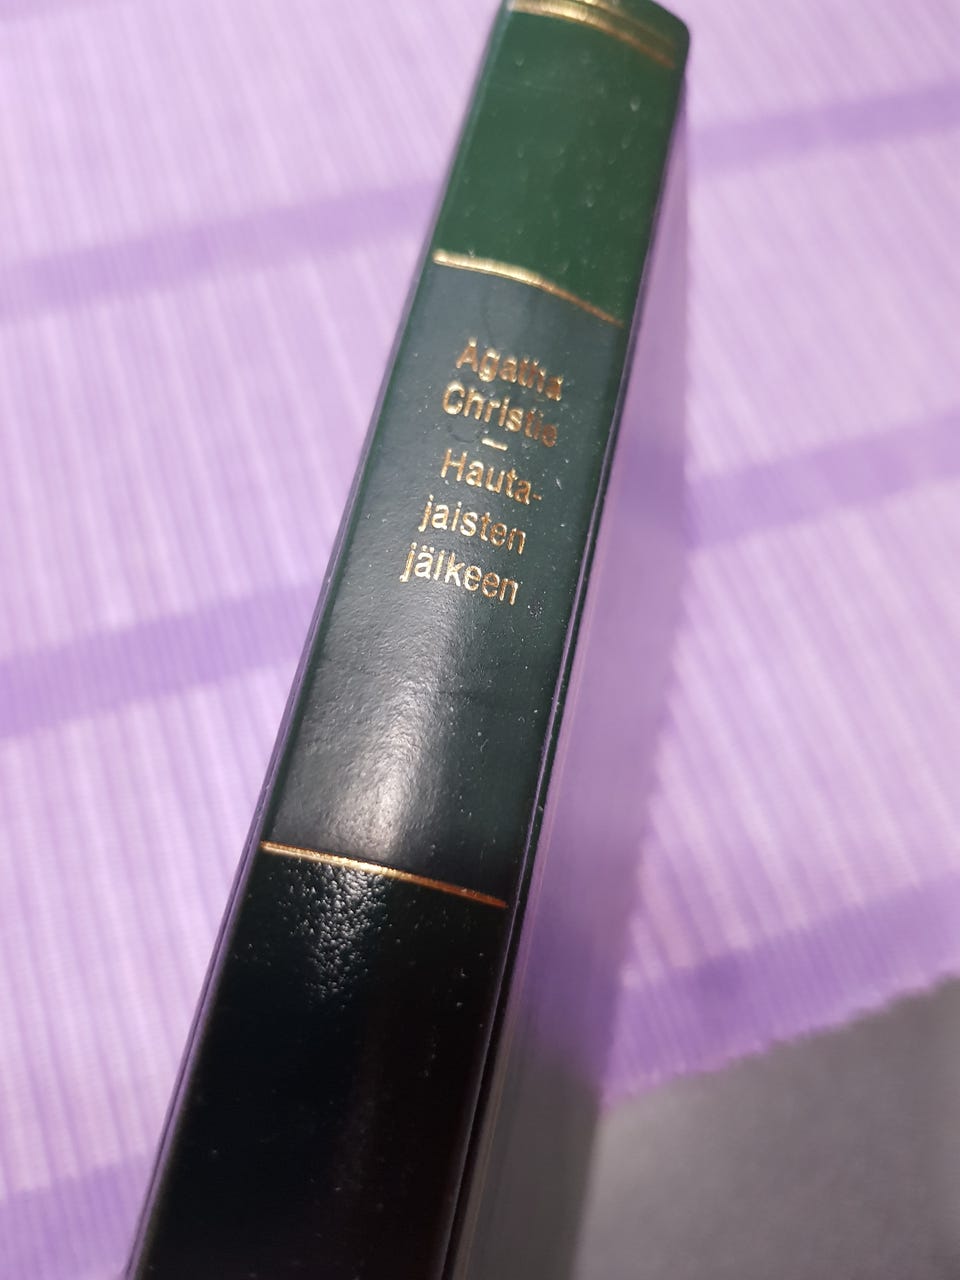 Agatha
Christie
—
Hauta-
jaisten
jälkeen